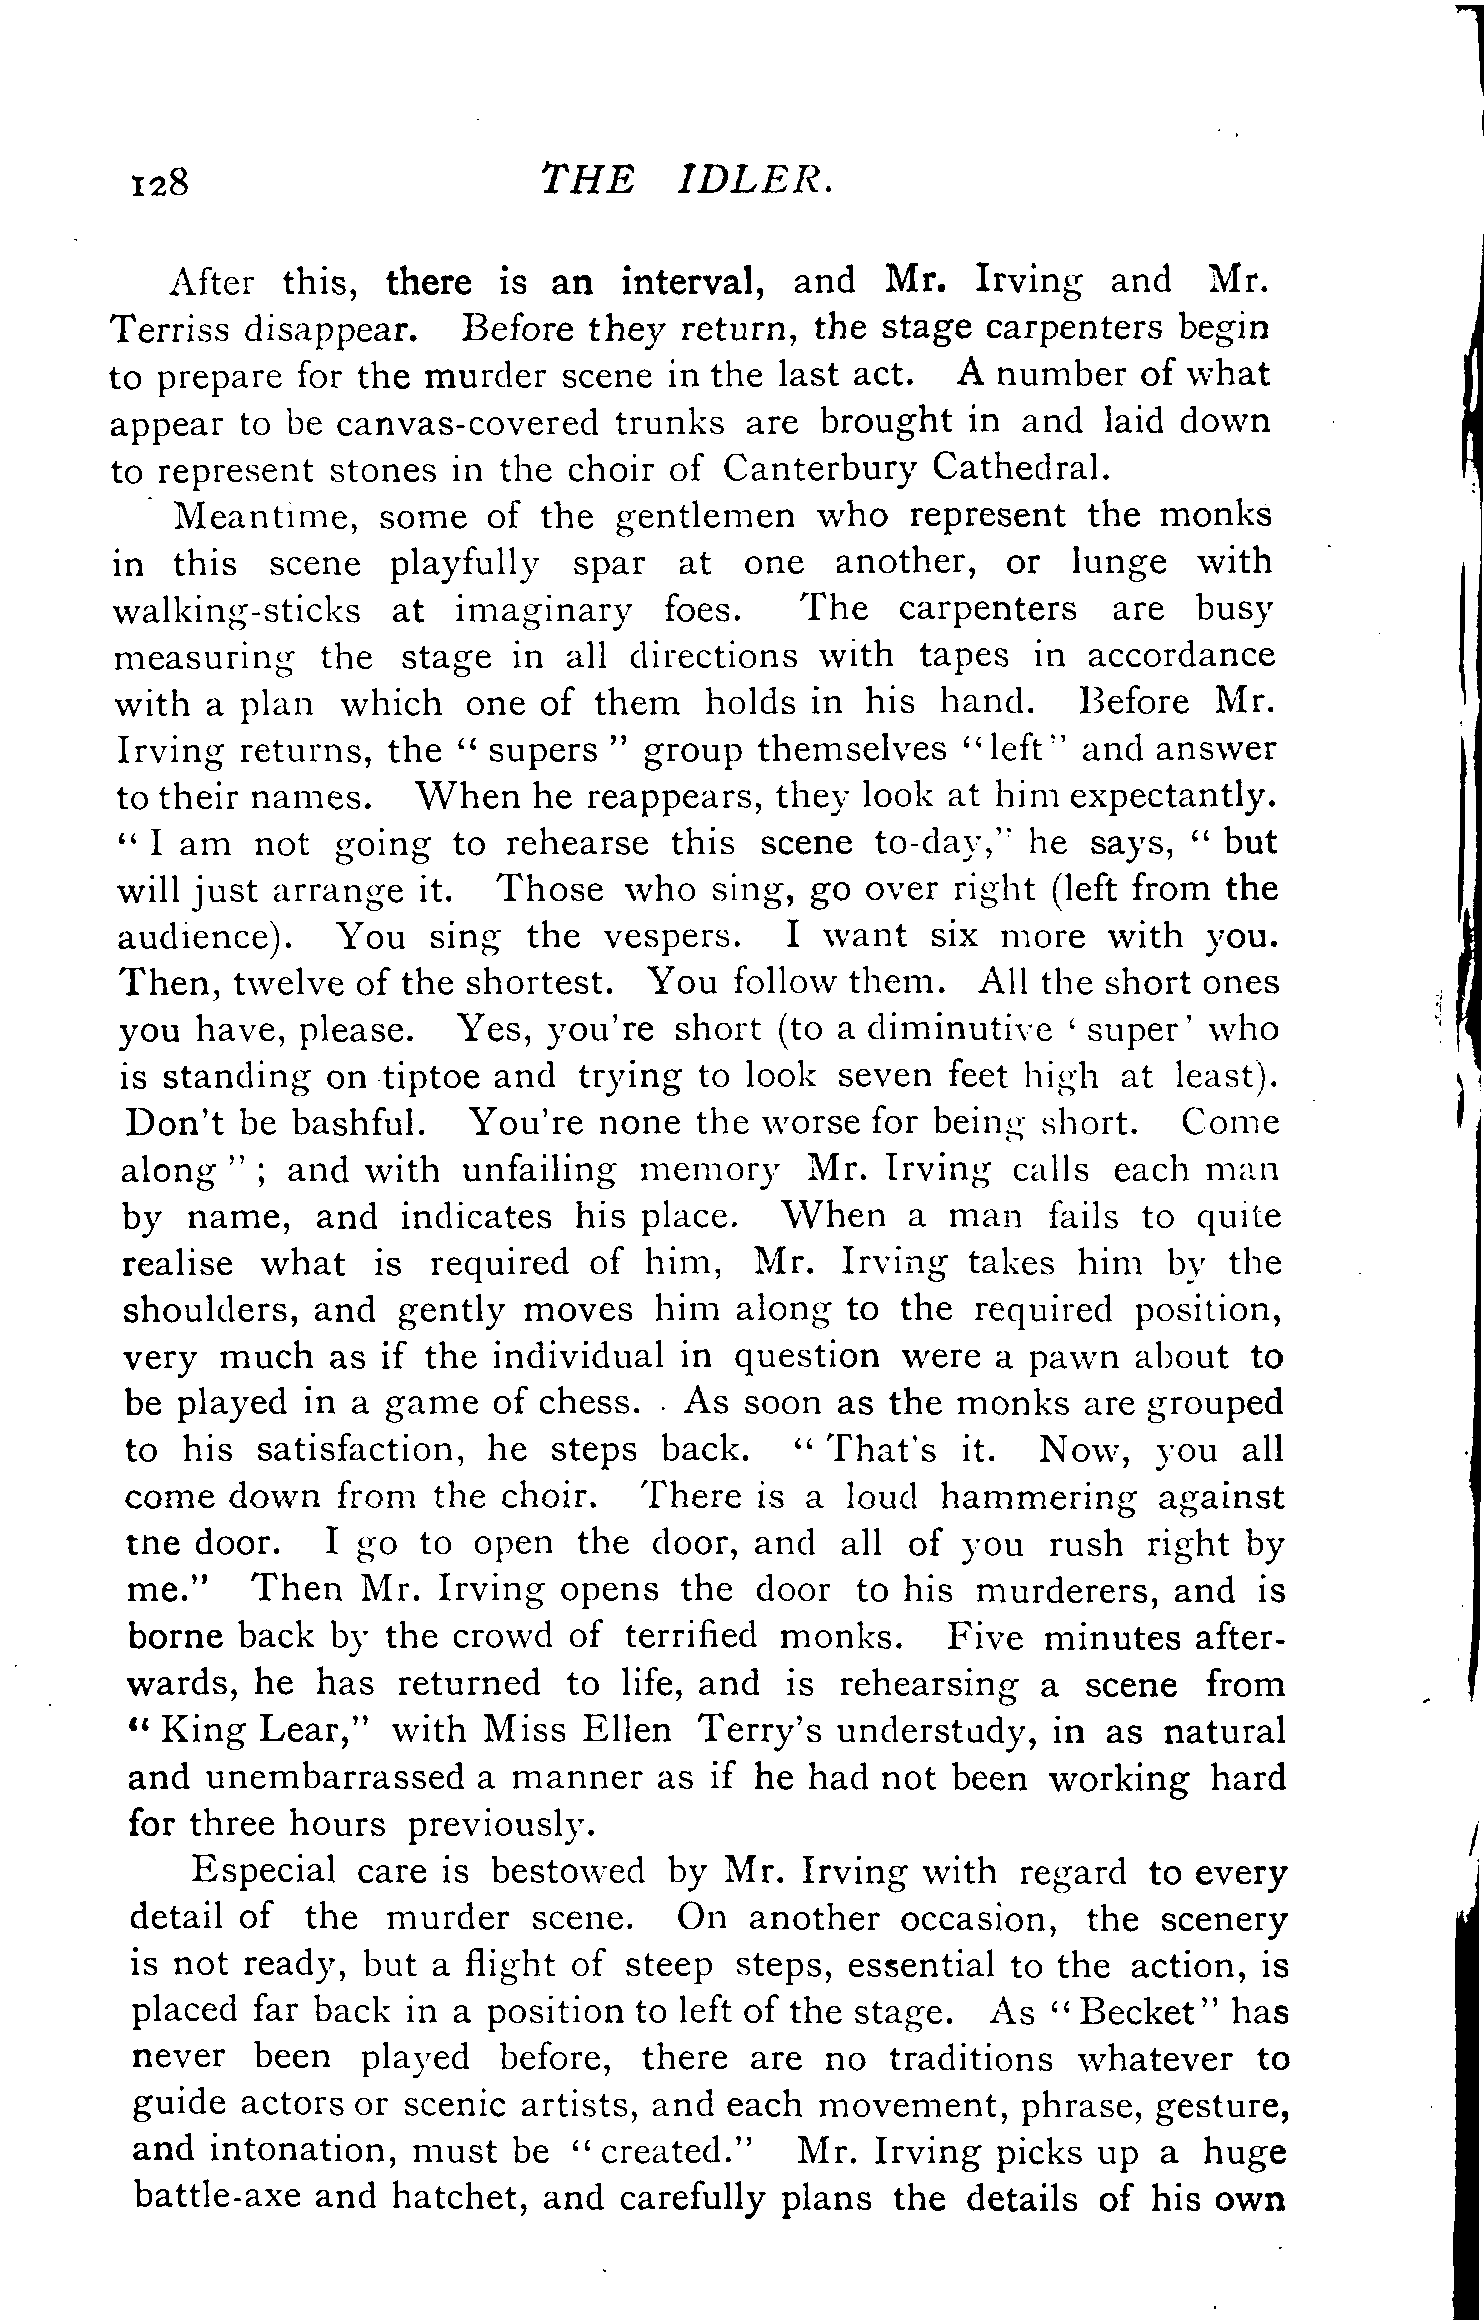 128 THE IDLER.
After this, there is an interval, and Mr. Irving and Mr.
Terriss disappear. Before they return, the stage carpenters begin
to prepare for the murder scene in the last act. A number of what
appear to be canvas-covered trunks are brought in and laid down
to represent stones in the choir of Canterbury Cathedral.
Meantime, some of the gentlemen who represent the monks
in this scene playfully spar at one another, or lunge with
walking-sticks at imaginary foes. The carpenters are busy
measuring the stage in all directions with tapes in accordance
with a plan which one of them holds in his hand. Before Mr.
Irving returns, the " supers " group themselves "left" and answer
to their names. When he reappears, they look at him expectantly.
" I am not going to rehearse this scene to-day," he says, " but
will just arrange it. Those who sing, go over right (left from the
audience). You sing the vespers. I want six more with you.
Then, twelve of the shortest. You follow them. All the short ones
you have, please. Yes, you're short (to a diminutive ' super' who
is standing on tiptoe and trying to look seven feet high at least).
Don't be bashful. You're none the worse for being short. Come
along " ; and with unfailing memory Mr. Irving calls each man
by name, and indicates his place. When a man fails to quite
realise what is required of him, Mr. Irving takes him by the
shoulders, and gently moves him along to the required position,
very much as if the individual in question were a pawn about to
be played in a game of chess. As soon as the monks are grouped
to his satisfaction, he steps back. " That's it. Now, you all
come down from the choir. There is a loud hammering against
tne door. I go to open the door, and all of you rush right by
me." Then Mr. Irving opens the door to his murderers, and is
borne back by the crowd of terrified monks. Five minutes after-
wards, he has returned to life, and is rehearsing a scene from
" King Lear," with Miss Ellen Terry's understudy, in as natural
and unembarrassed a manner as if he had not been working hard
for three hours previously.
Especial care is bestowed by Mr. Irving with regard to every
detail of the murder scene. On another occasion, the scenery
is not ready, but a flight of steep steps, essential to the action, is
placed far back in a position to left of the stage. As " Becket" has
never been played before, there are no traditions whatever to
guide actors or scenic artists, and each movement, phrase, gesture,
and intonation, must be " created." Mr. Irving picks up a huge
battle-axe and hatchet, and carefully plans the details of his own